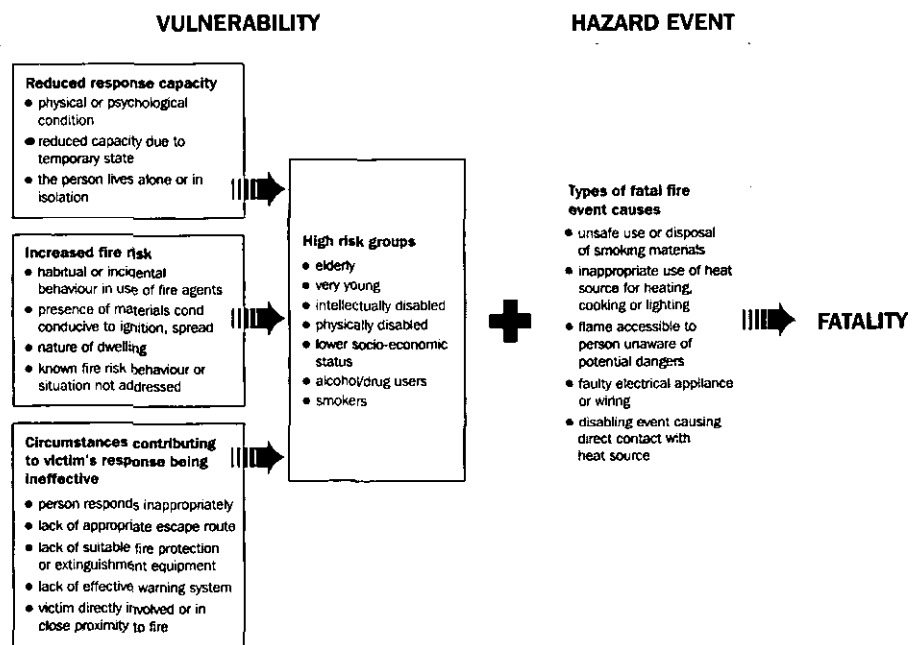 VULNERABILITY
HAZARD EVENT
Reduced response capacity
• physical or psychological
condition
• reduced capacity due to
temporary state
• the person lives alone or in
isolation
Increased fire risk
• habitual or incidental
behaviour in use of fire agents
• presence of materials cond
conducive to ignition, spread
• nature of dwelling
• known fire risk behaviour or
situation not addressed
Circumstances contributing
to victim's response being
ineffective
• person responds inappropriately
• lack of appropriate escape route
• lack of suitable fire protection
or extinguishment equipment
• lack of effective warning system
• victim directly involved or in
close proximity to fire
High risk groups
• elderly
• very young
• intellectually disabled
• physically disabled
• lower socio-economic
status
• alcohol/drug users
• smokers
Types of fatal fire
event causes
• unsafe use or disposal
of smoking materials
• inappropriate use of heat
source for heating,
cooking or lighting
• flame accessible to
person unaware of
potential dangers
• faulty electrical appliance
or wiring
• disabling event causing
direct contact with
heat source
FATALITY